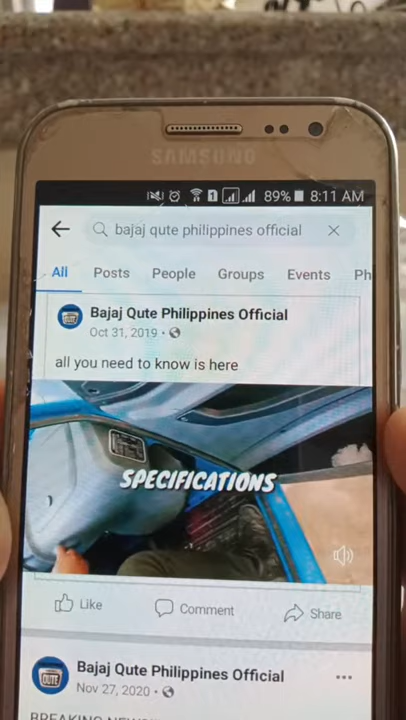 SAMSUNG
1 89% 8:11 AM
bajaj qute philippines official
All Posts People Groups Events Ph
Bajaj Qute Philippines Official
Oct 31, 2019
all you need to know is here
SPECIFICATIONS
Like Comment Share
Bajaj Qute Philippines Official
Nov 27, 2020